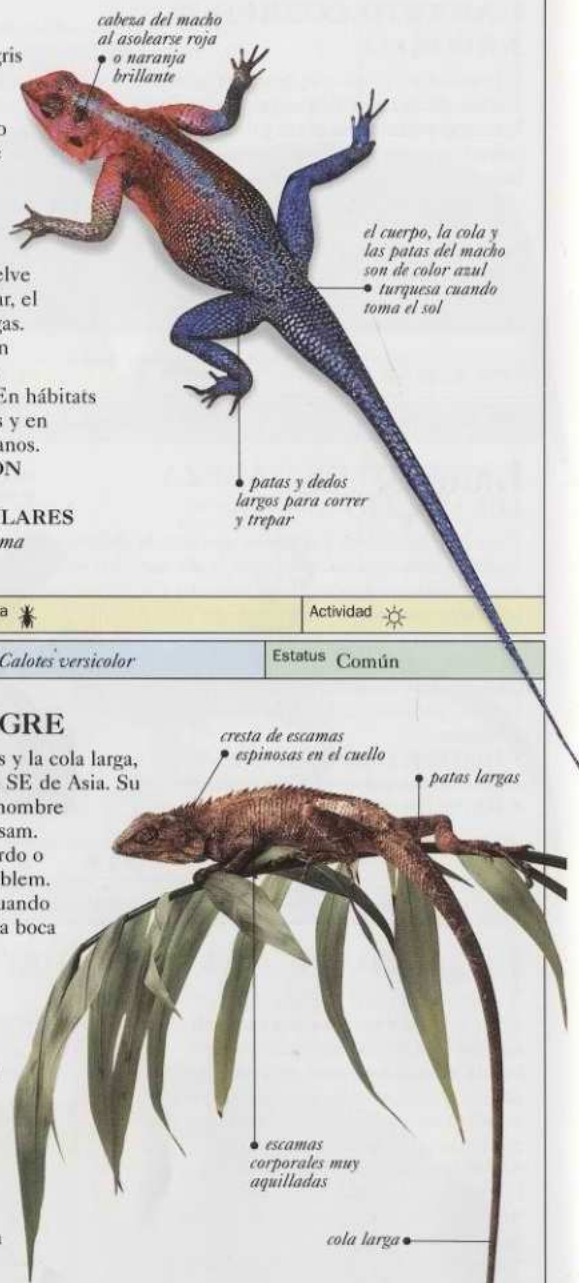 cabeza del macho
al asolearse roja
o naranja
brillante
gris
o
elve
ar, el
gas.
n
En hábitats
s y en
anos.
ON
LARES
ma
el cuerpo, la cola y
las patas del macho
son de color azul
turquesa cuando
toma el sol
patas y dedos
largos para correr
y trepar
a
Actividad
Calotes versicolor
Estatus Común
GRE
s y la cola larga,
SE de Asia. Su
nombre
sam.
rdo o
blem.
uando
a boca
cresta de escamas
espinosas en el cuello
patas largas
escamas
corporales muy
aquilladas
cola larga